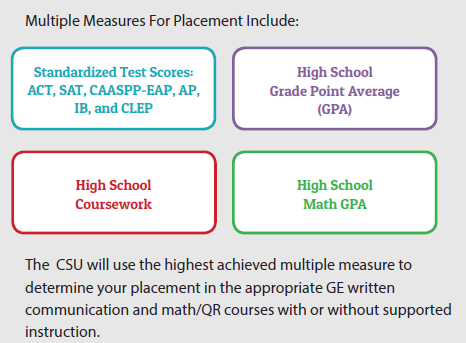 Multiple Measures For Placement Include:
Standardized Test Scores:
ACT, SAT, CAASPP-EAP, AP,
IB, and CLEP
High School
Grade Point Average
(GPA)
High School
Coursework
High School
Math GPA
The CSU will use the highest achieved multiple measure to
determine your placement in the appropriate GE written
communication and math/QR courses with or without supported
instruction.